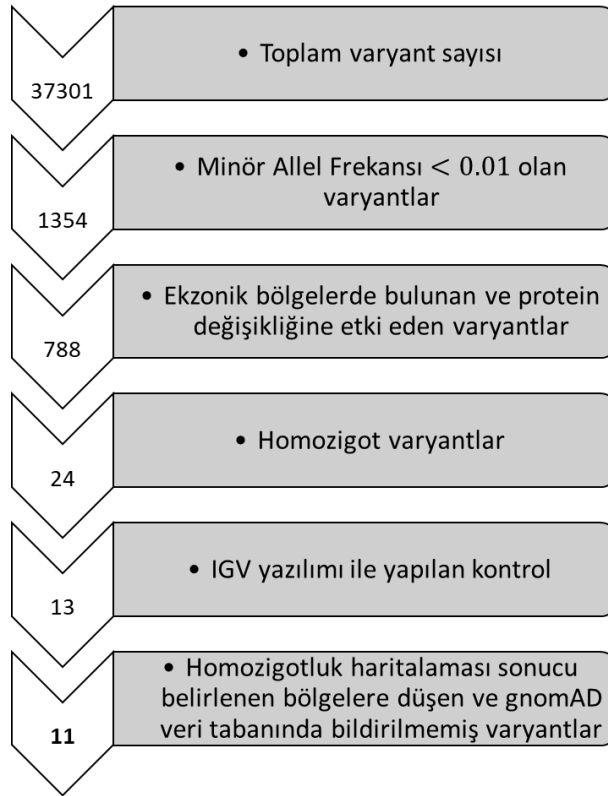 37301
• Toplam varyant sayısı
1354
• Minör Allel Frekansı < 0.01 olan
varyantlar
788
• Ekzonik bölgelerde bulunan ve protein
değişikliğine etki eden varyantlar
24
• Homozigot varyantlar
13
• IGV yazılımı ile yapılan kontrol
11
• Homozigotluk haritalaması sonucu
belirlenen bölgelere düşen ve gnomAD
veri tabanında bildirilmemiş varyantlar